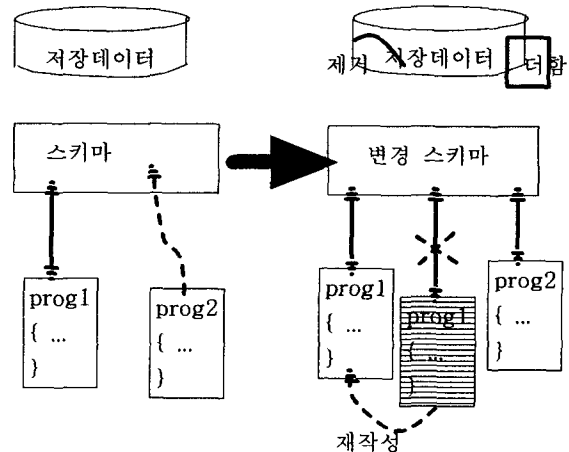 저장데이터
스키마
prog1
{ ...
}
prog2
{ ...
}
제거 저장데이터 더함
변경 스키마
prog1
{ ...
}
prog1
{ ...
}
prog2
{ ...
}
재작성